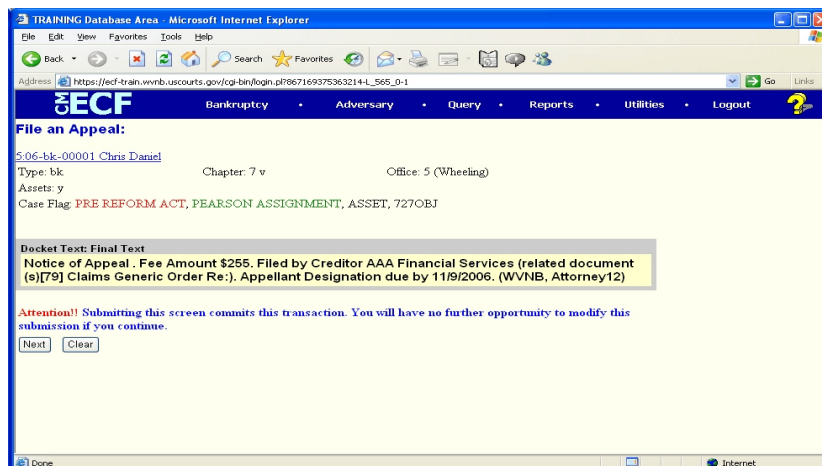 TRAINING Database Area - Microsoft Internet Explorer
File Edit View Favorites Tools Help
Back Search Favorites
Address https://ecf-train.wvnb.uscourts.gov/cgi-bin/login.pl?867169375363214-L_565_0-1 Go Links
CM ECF Bankruptcy • Adversary • Query • Reports • Utilities • Logout ?
File an Appeal:
5:06-bk-00001 Chris Daniel
Type: bk Chapter: 7 v Office: 5 (Wheeling)
Assets: y
Case Flag: PRE REFORM ACT, PEARSON ASSIGNMENT, ASSET, 727OBJ
Docket Text: Final Text
Notice of Appeal . Fee Amount $255. Filed by Creditor AAA Financial Services (related document
(s)[79] Claims Generic Order Re:). Appellant Designation due by 11/9/2006. (WVNB, Attorney12)
Attention!! Submitting this screen commits this transaction. You will have no further opportunity to modify this
submission if you continue.
Next Clear
Done Internet